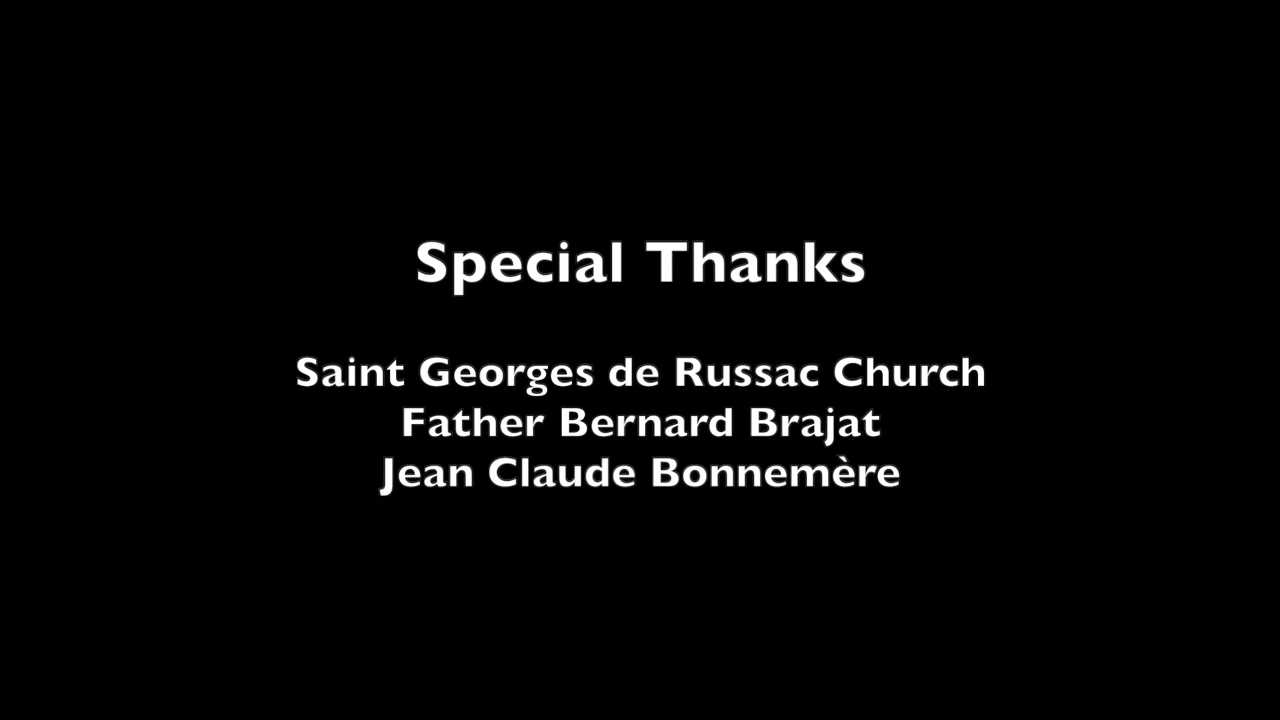 Special Thanks
Saint Georges de Russac Church
Father Bernard Brajat
Jean Claude Bonnemère